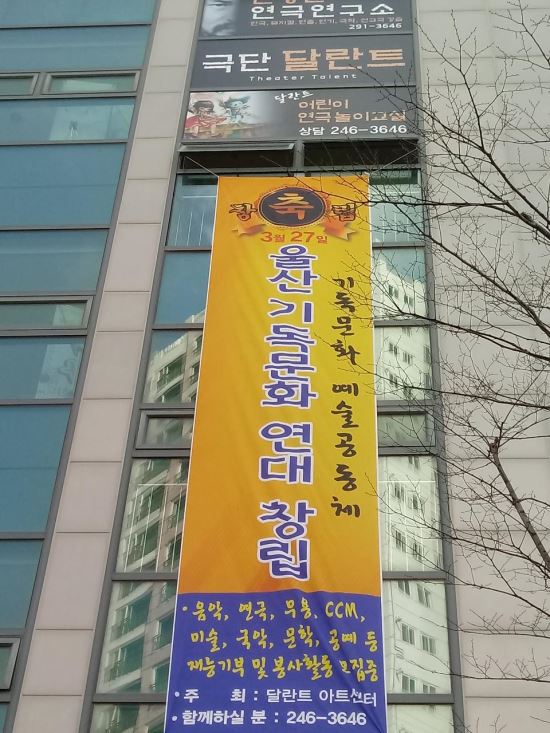 연극연구소
291-3646
극단 달란트
Theater Talent
달란트
어린이
연극놀이교실
상담 246-3646
창 축 립
3월 27일
울산 기독문화 연대 창립
기독문화 예술공동체
· 음악, 연극, 무용, CCM,
미술, 국악, 문학, 공예 등
재능기부 및 봉사활동 모집중
· 주 최 : 달란트 아트센터
· 함께하실 분 : 246-3646